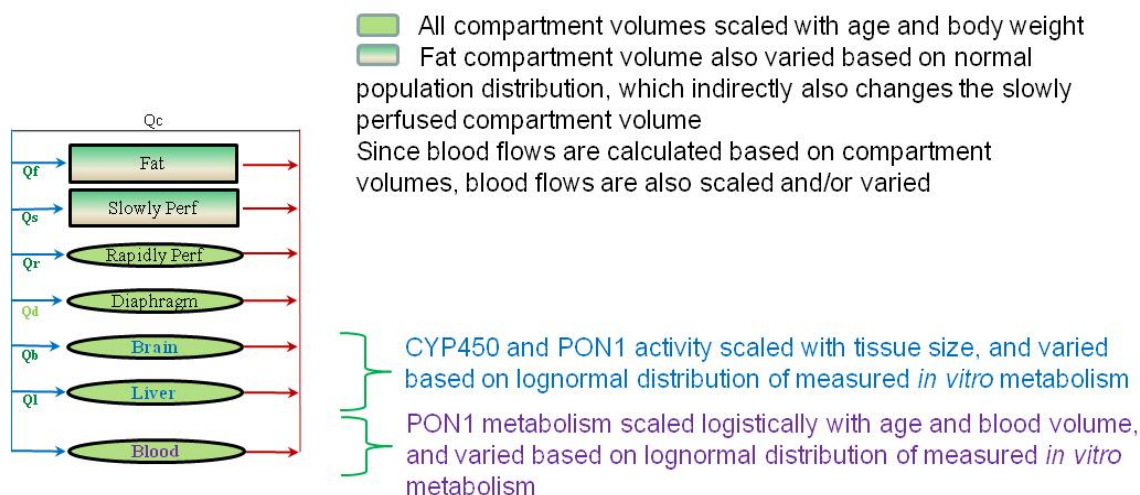 All compartment volumes scaled with age and body weight
Fat compartment volume also varied based on normal
population distribution, which indirectly also changes the slowly
perfused compartment volume
Since blood flows are calculated based on compartment
volumes, blood flows are also scaled and/or varied
Qc
Fat
Qf
Slowly Perf
Qs
Rapidly Perf
Qr
Diaphragm
Qd
Brain
Qb
Liver
Ql
Blood
CYP450 and PON1 activity scaled with tissue size, and varied
based on lognormal distribution of measured in vitro metabolism
PON1 metabolism scaled logistically with age and blood volume,
and varied based on lognormal distribution of measured in vitro
metabolism